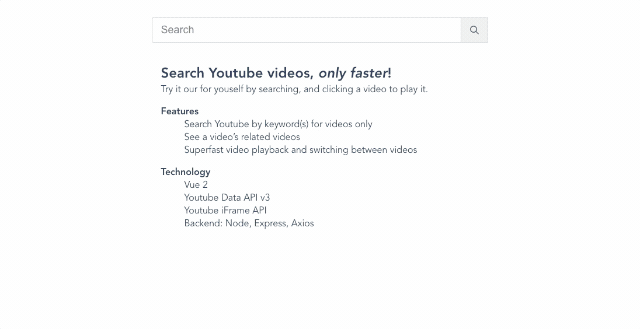 Search
Search Youtube videos, only faster!
Try it our for youself by searching, and clicking a video to play it.
Features
Search Youtube by keyword(s) for videos only
See a video's related videos
Superfast video playback and switching between videos
Technology
Vue 2
Youtube Data API v3
Youtube iFrame API
Backend: Node, Express, Axios